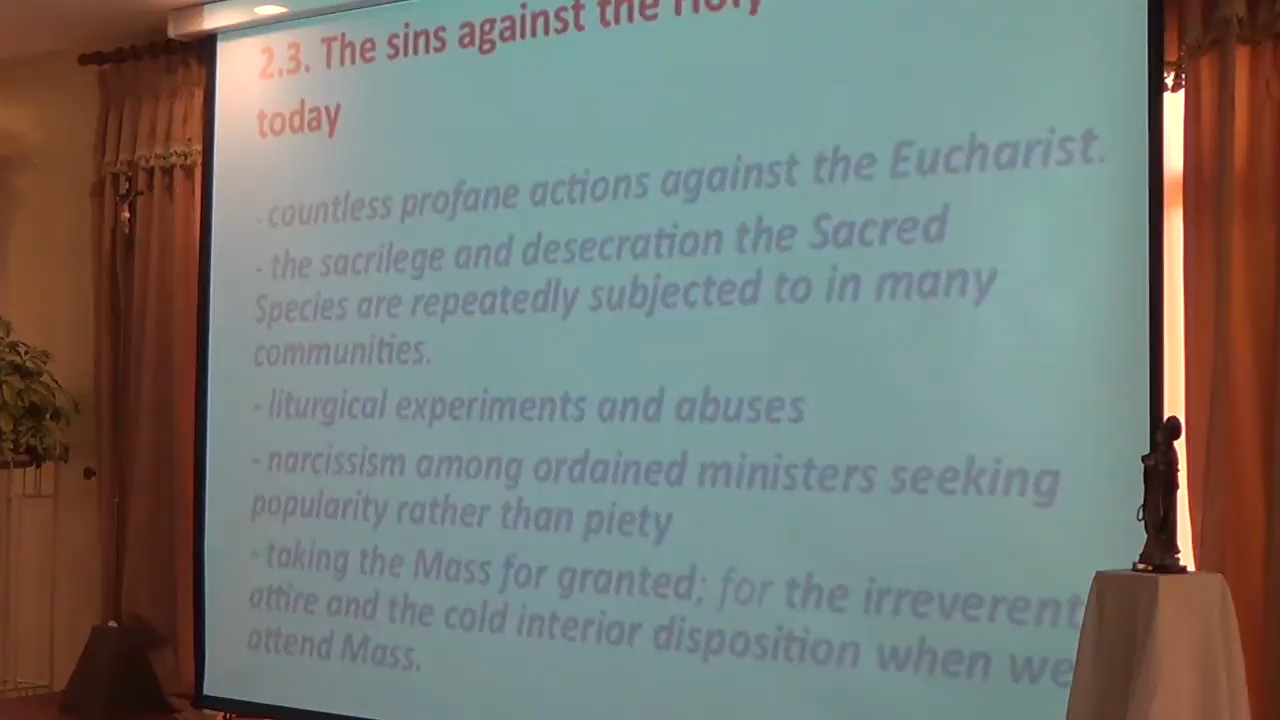 2.3. The sins against the Holy
today
- countless profane actions against the Eucharist.
- the sacrilege and desecration the Sacred
Species are repeatedly subjected to in many
communities.
- liturgical experiments and abuses
- narcissism among ordained ministers seeking
popularity rather than piety
- taking the Mass for granted; for the irreverent
attire and the cold interior disposition when we
attend Mass.